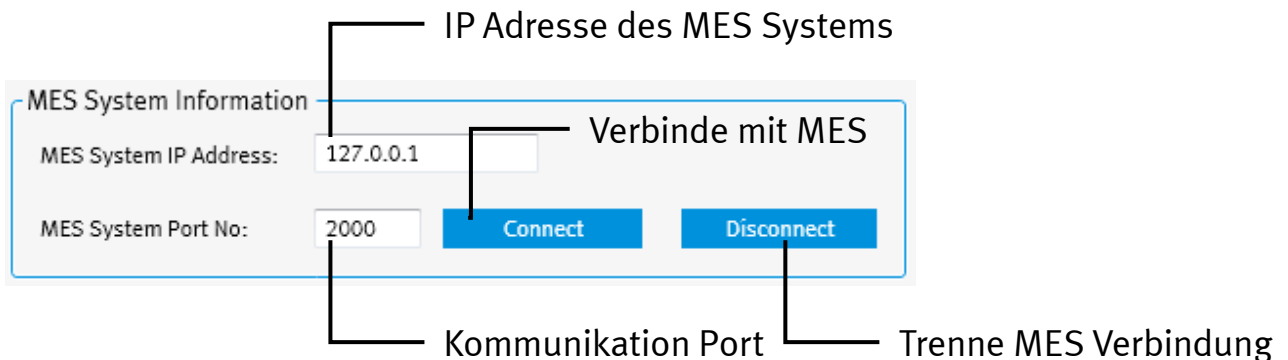 IP Adresse des MES Systems
MES System Information
Verbinde mit MES
MES System IP Address: 127.0.0.1
MES System Port No: 2000 Connect Disconnect
Kommunikation Port Trenne MES Verbindung